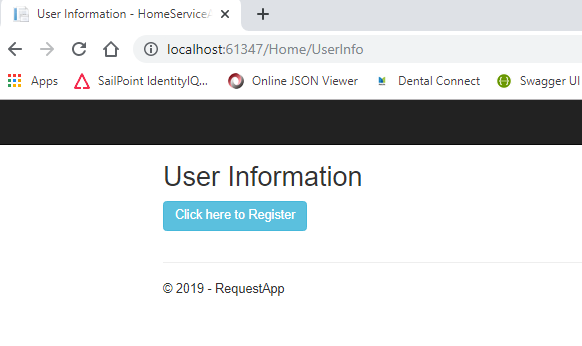 User Information - HomeServiceA
localhost:61347/Home/UserInfo
Apps SailPoint IdentityIQ... Online JSON Viewer Dental Connect Swagger UI
User Information
Click here to Register
© 2019 - RequestApp